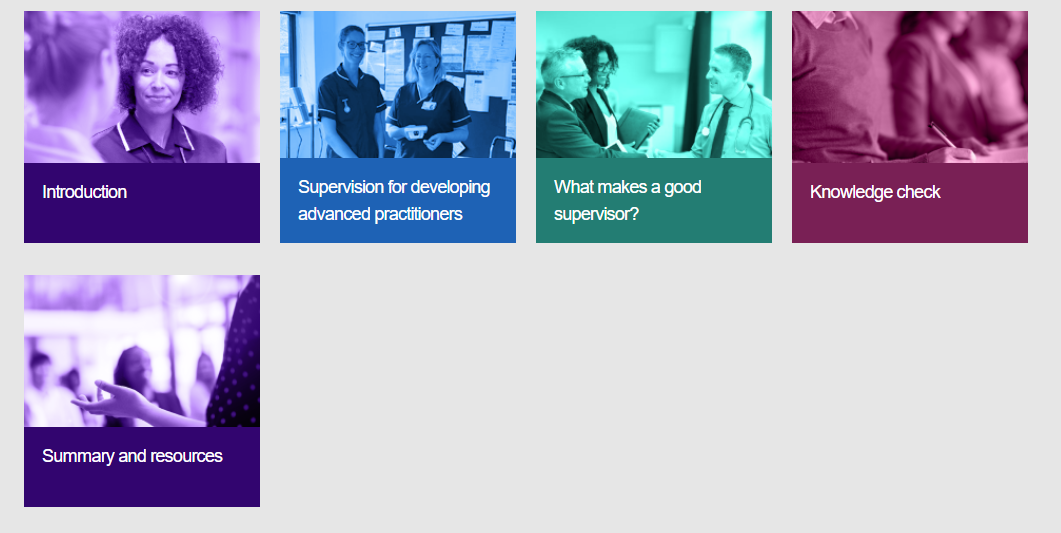 Introduction
Supervision for developing
advanced practitioners
What makes a good
supervisor?
Knowledge check
Summary and resources